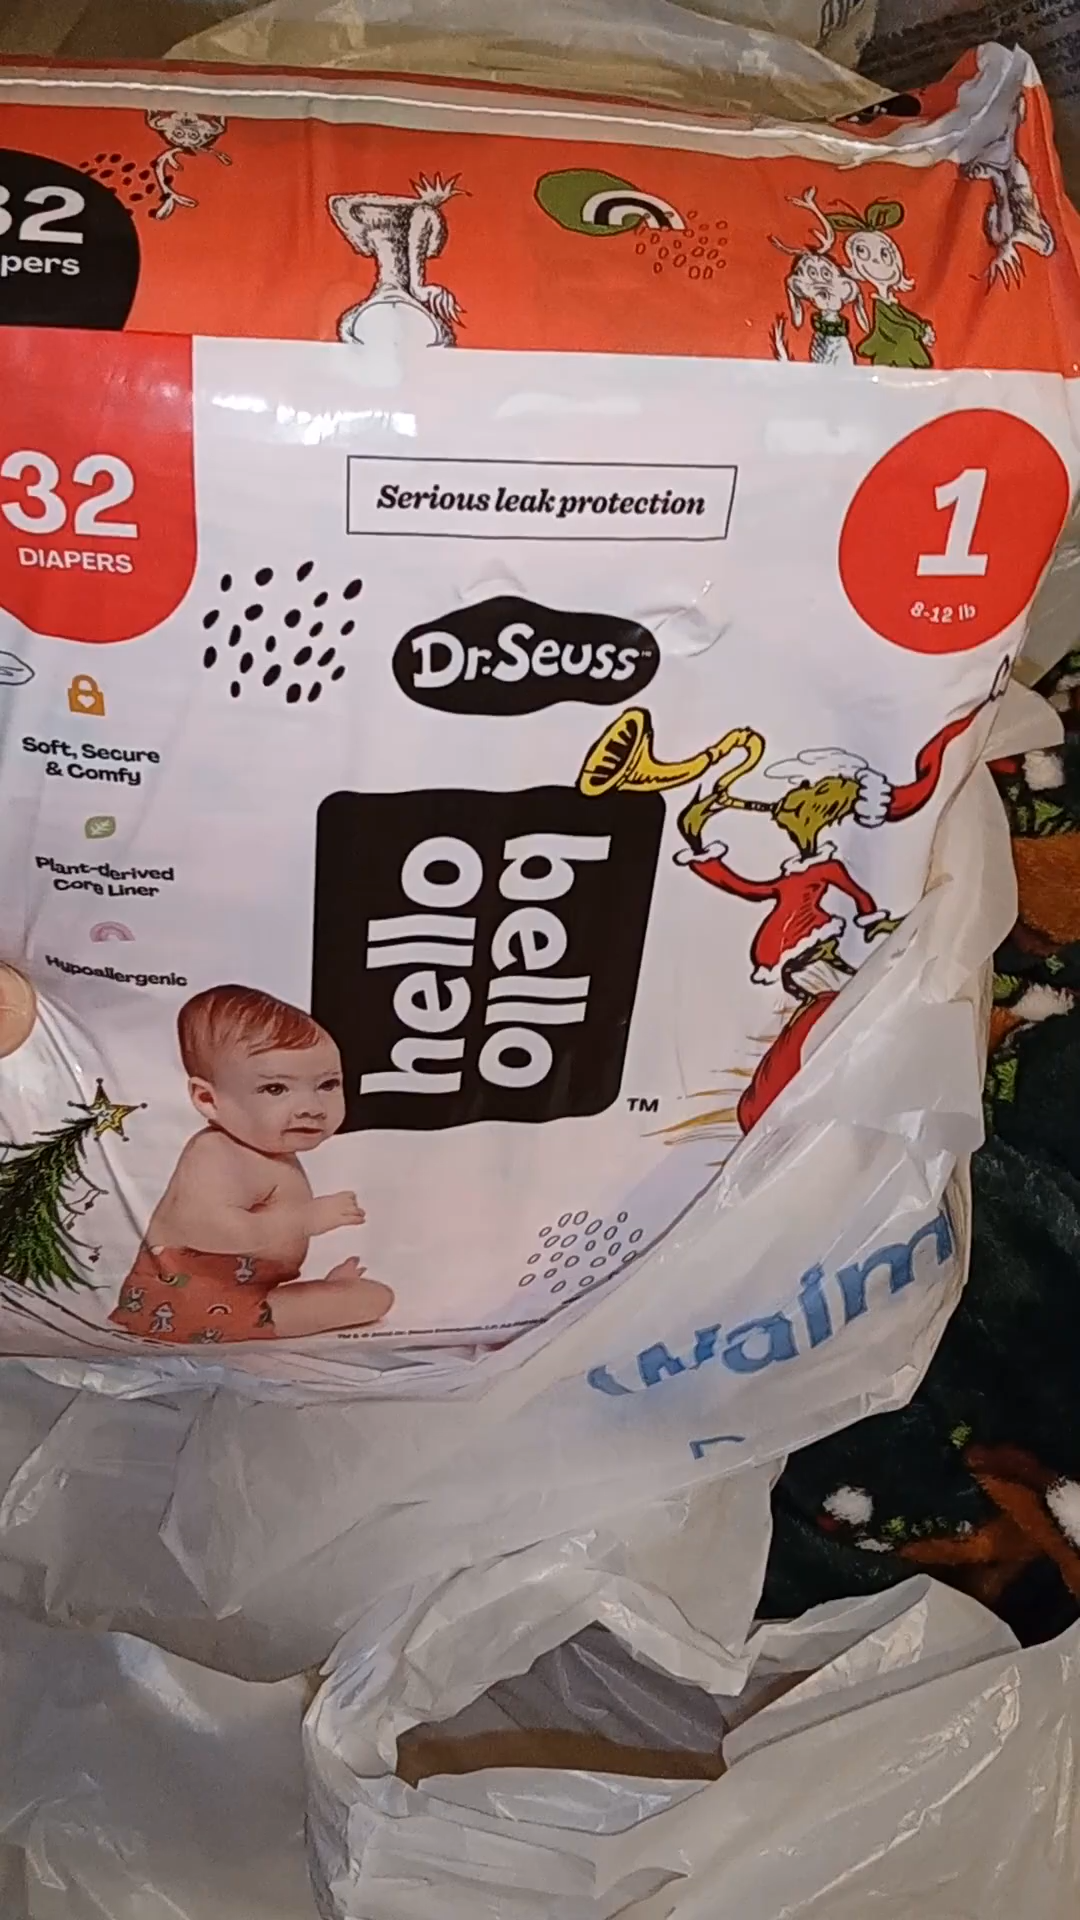 32
pers
32
DIAPERS
Serious leak protection
1
8-12 lb
Dr. Seuss
Soft, Secure
& Comfy
Plant-derived
Core Liner
Hypoallergenic
hello
bello
TM